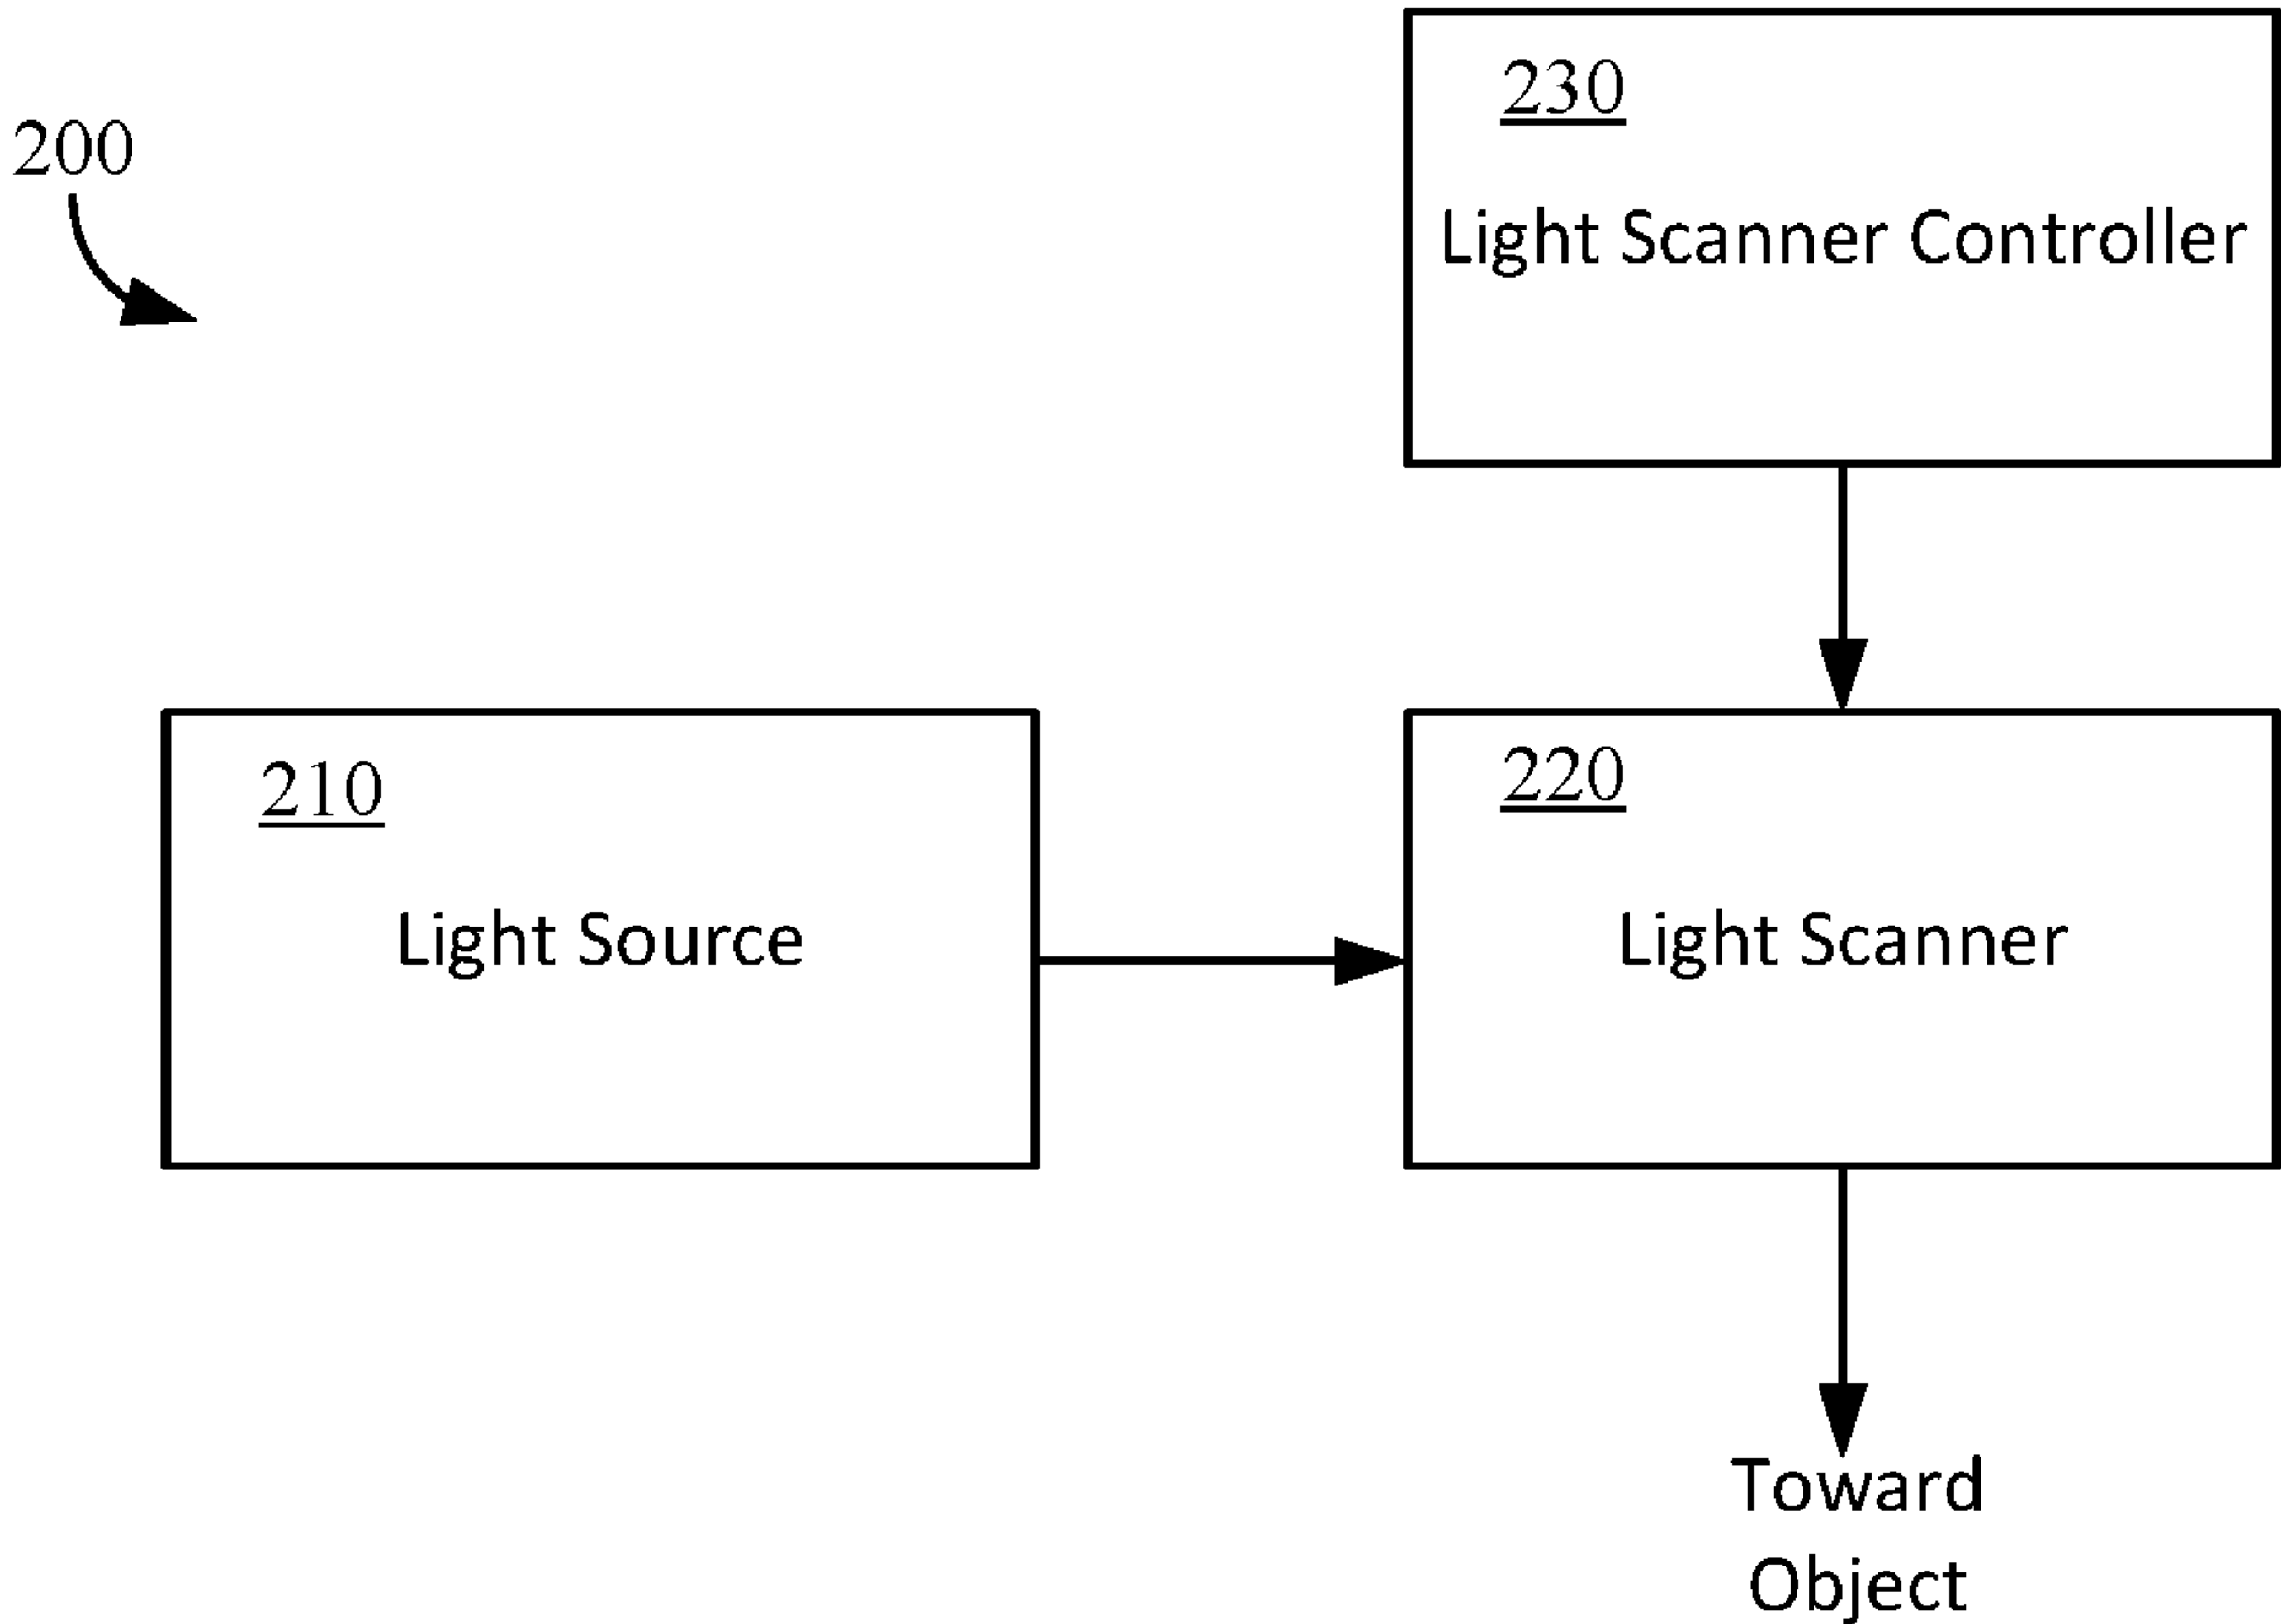 230
200
Light Scanner Controller
210
220
Light Source
Light Scanner
Toward
Object